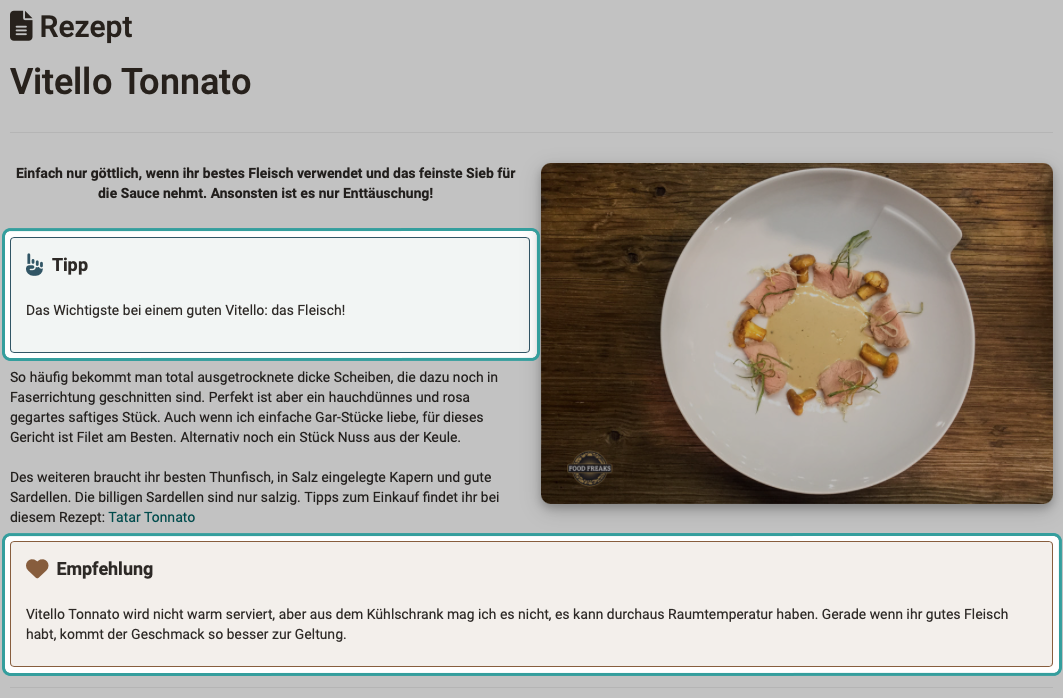 Rezept
Vitello Tonnato
Einfach nur göttlich, wenn ihr bestes Fleisch verwendet und das feinste Sieb für
die Sauce nehmt. Ansonsten ist es nur Enttäuschung!
Tipp
Das Wichtigste bei einem guten Vitello: das Fleisch!
So häufig bekommt man total ausgetrocknete dicke Scheiben, die dazu noch in
Faserrichtung geschnitten sind. Perfekt ist aber ein hauchdünnes und rosa
gegartes saftiges Stück. Auch wenn ich einfache Gar-Stücke liebe, für dieses
Gericht ist Filet am Besten. Alternativ noch ein Stück Nuss aus der Keule.
Des weiteren braucht ihr besten Thunfisch, in Salz eingelegte Kapern und gute
Sardellen. Die billigen Sardellen sind nur salzig. Tipps zum Einkauf findet ihr bei
diesem Rezept: Tatar Tonnato
FOOD FREAKS
Empfehlung
Vitello Tonnato wird nicht warm serviert, aber aus dem Kühlschrank mag ich es nicht, es kann durchaus Raumtemperatur haben. Gerade wenn ihr gutes Fleisch
habt, kommt der Geschmack so besser zur Geltung.